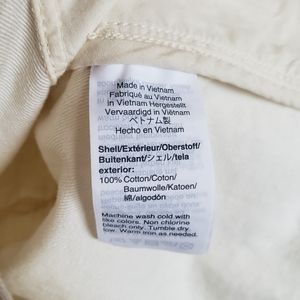 Made in Vietnam
Fabriqué au Vietnam
in Vietnam Hergestellt
Vervaardigd in Vietnam
ベトナム製
Hecho en Vietnam
Shell/Extérieur/Oberstoff/
Buitenkant/シェル/tela
exterior:
100% Cotton/Coton/
Baumwolle/Katoen/
綿/algodón
Machine wash cold with
like colors. Non chlorine
bleach only. Tumble dry
low. Warm iron as needed.